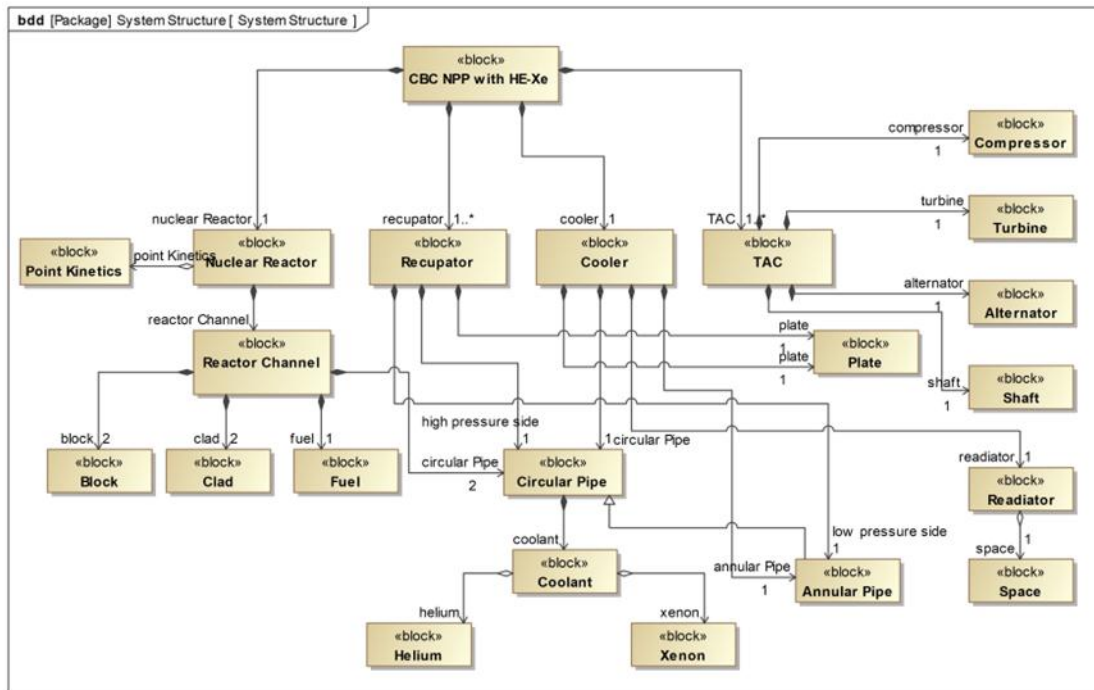 bdd [Package] System Structure [ System Structure ]
«block»
CBC NPP with HE-Xe
compressor
1
«block»
Compressor
turbine
1
«block»
Turbine
nuclear Reactor 1
recupator 1..*
cooler 1
TAC 1..*
«block»
Point Kinetics
point Kinetics
«block»
Nuclear Reactor
«block»
Recupator
«block»
Cooler
«block»
TAC
alternator
1
«block»
Alternator
reactor Channel
«block»
Reactor Channel
plate
1
plate
1
«block»
Plate
shaft
1
«block»
Shaft
block 2
clad 2
fuel 1
high pressure side
1
1 circular Pipe
circular Pipe
2
«block»
Block
«block»
Clad
«block»
Fuel
«block»
Circular Pipe
readiator 1
«block»
Readiator
coolant
low pressure side
1
1
space
«block»
Coolant
annular Pipe
1
«block»
Annular Pipe
«block»
Space
helium
xenon
«block»
Helium
«block»
Xenon